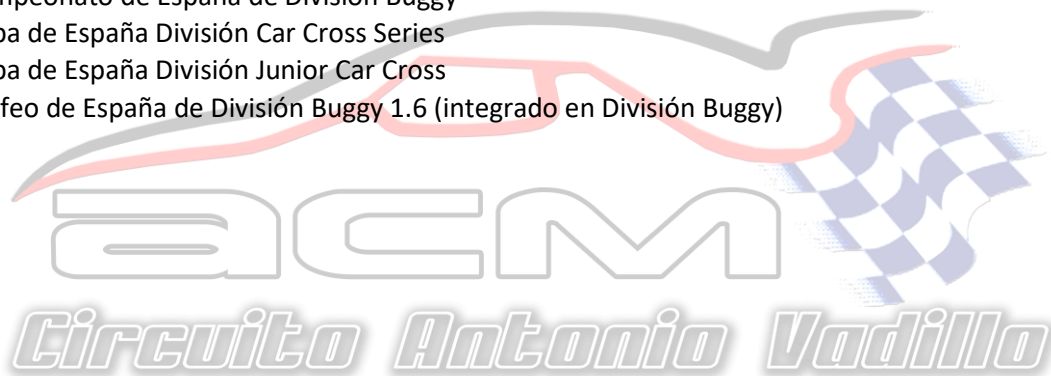 de España de División Buggy
de España División Car Cross Series
de España División Junior Car Cross
de España de División Buggy 1.6 (integrado en División Buggy)
acm
Circuito Antonio Vadillo